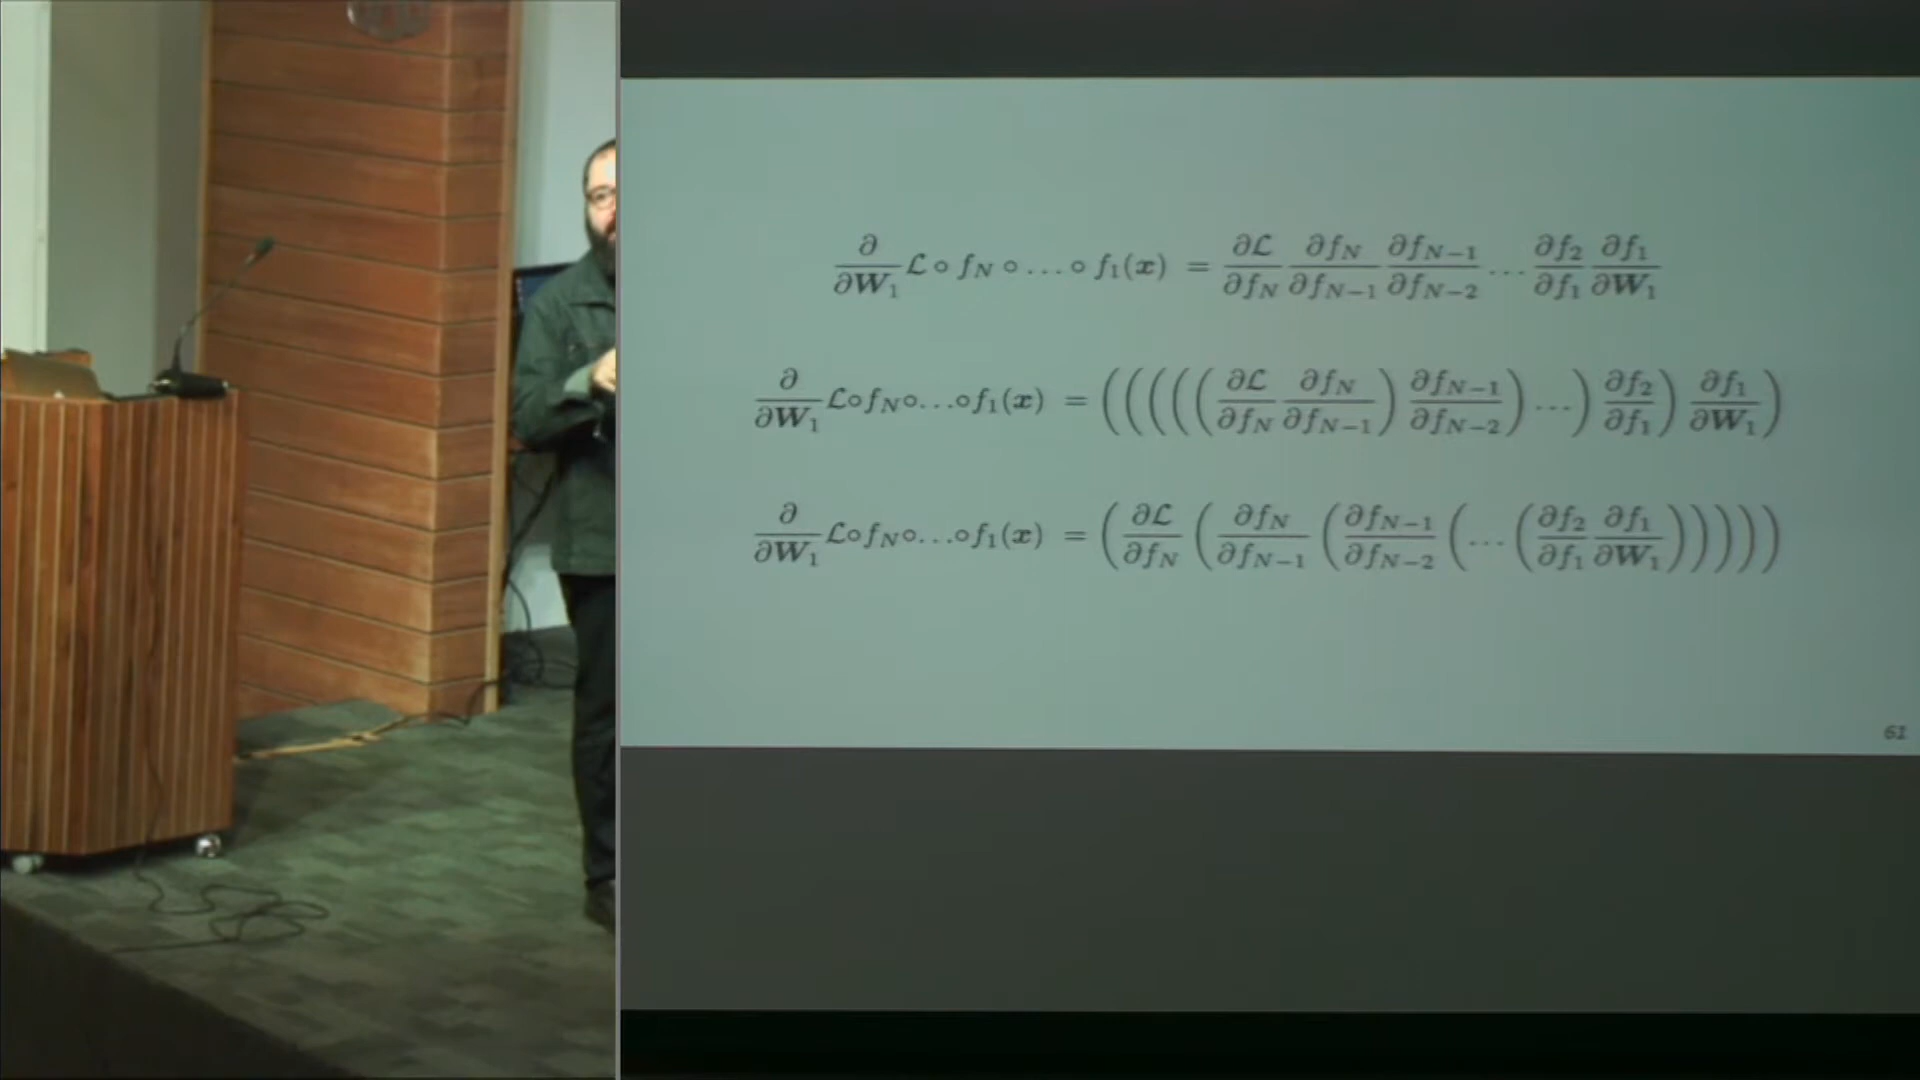 ∂/∂W₁ ℒ ∘ f_N ∘ … ∘ f₁(x) = ∂ℒ/∂f_N ∂f_N/∂f_{N−1} ∂f_{N−1}/∂f_{N−2} … ∂f₂/∂f₁ ∂f₁/∂W₁
∂/∂W₁ ℒ∘f_N∘…∘f₁(x) = (((((∂ℒ/∂f_N ∂f_N/∂f_{N−1}) ∂f_{N−1}/∂f_{N−2}) …) ∂f₂/∂f₁) ∂f₁/∂W₁)
∂/∂W₁ ℒ∘f_N∘…∘f₁(x) = (∂ℒ/∂f_N (∂f_N/∂f_{N−1} (∂f_{N−1}/∂f_{N−2} (… (∂f₂/∂f₁ ∂f₁/∂W₁)))))
61